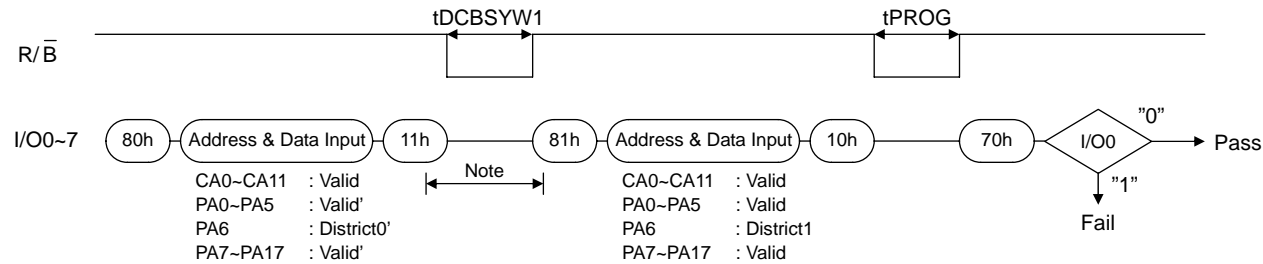 tDCBSYW1 tPROG
R/B̅
I/O0~7 80h Address & Data Input 11h 81h Address & Data Input 10h 70h I/O0 "0" Pass
Note
"1"
Fail
CA0~CA11 : Valid
PA0~PA5 : Valid'
PA6 : District0'
PA7~PA17 : Valid'
CA0~CA11 : Valid
PA0~PA5 : Valid
PA6 : District1
PA7~PA17 : Valid